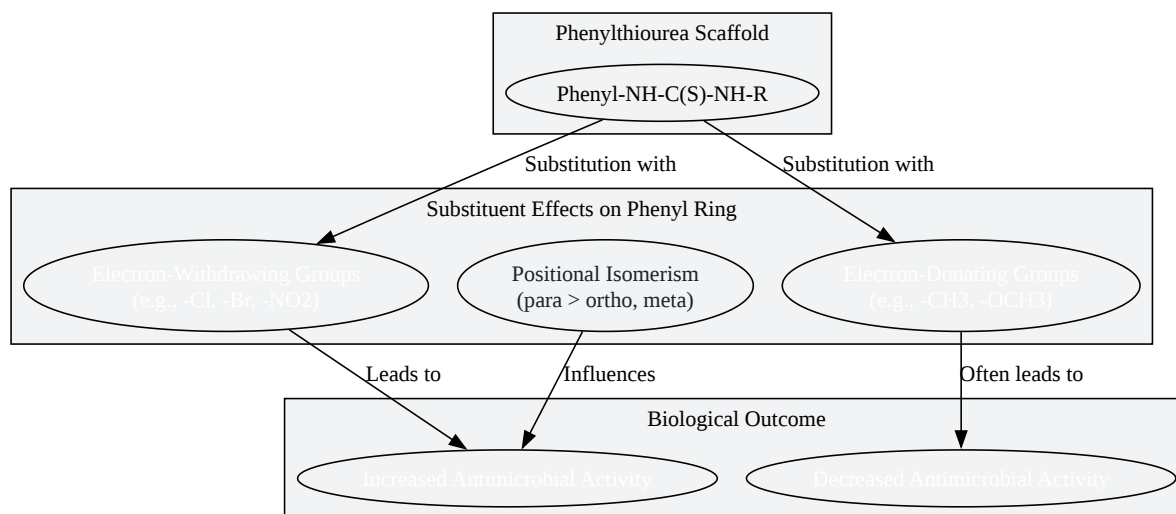 Phenylthiourea Scaffold
Phenyl-NH-C(S)-NH-R
Substitution with
Substitution with
Substituent Effects on Phenyl Ring
Electron-Withdrawing Groups
(e.g., -Cl, -Br, -NO2)
Positional Isomerism
(para > ortho, meta)
Electron-Donating Groups
(e.g., -CH3, -OCH3)
Leads to
Influences
Often leads to
Biological Outcome
Increased Antimicrobial Activity
Decreased Antimicrobial Activity